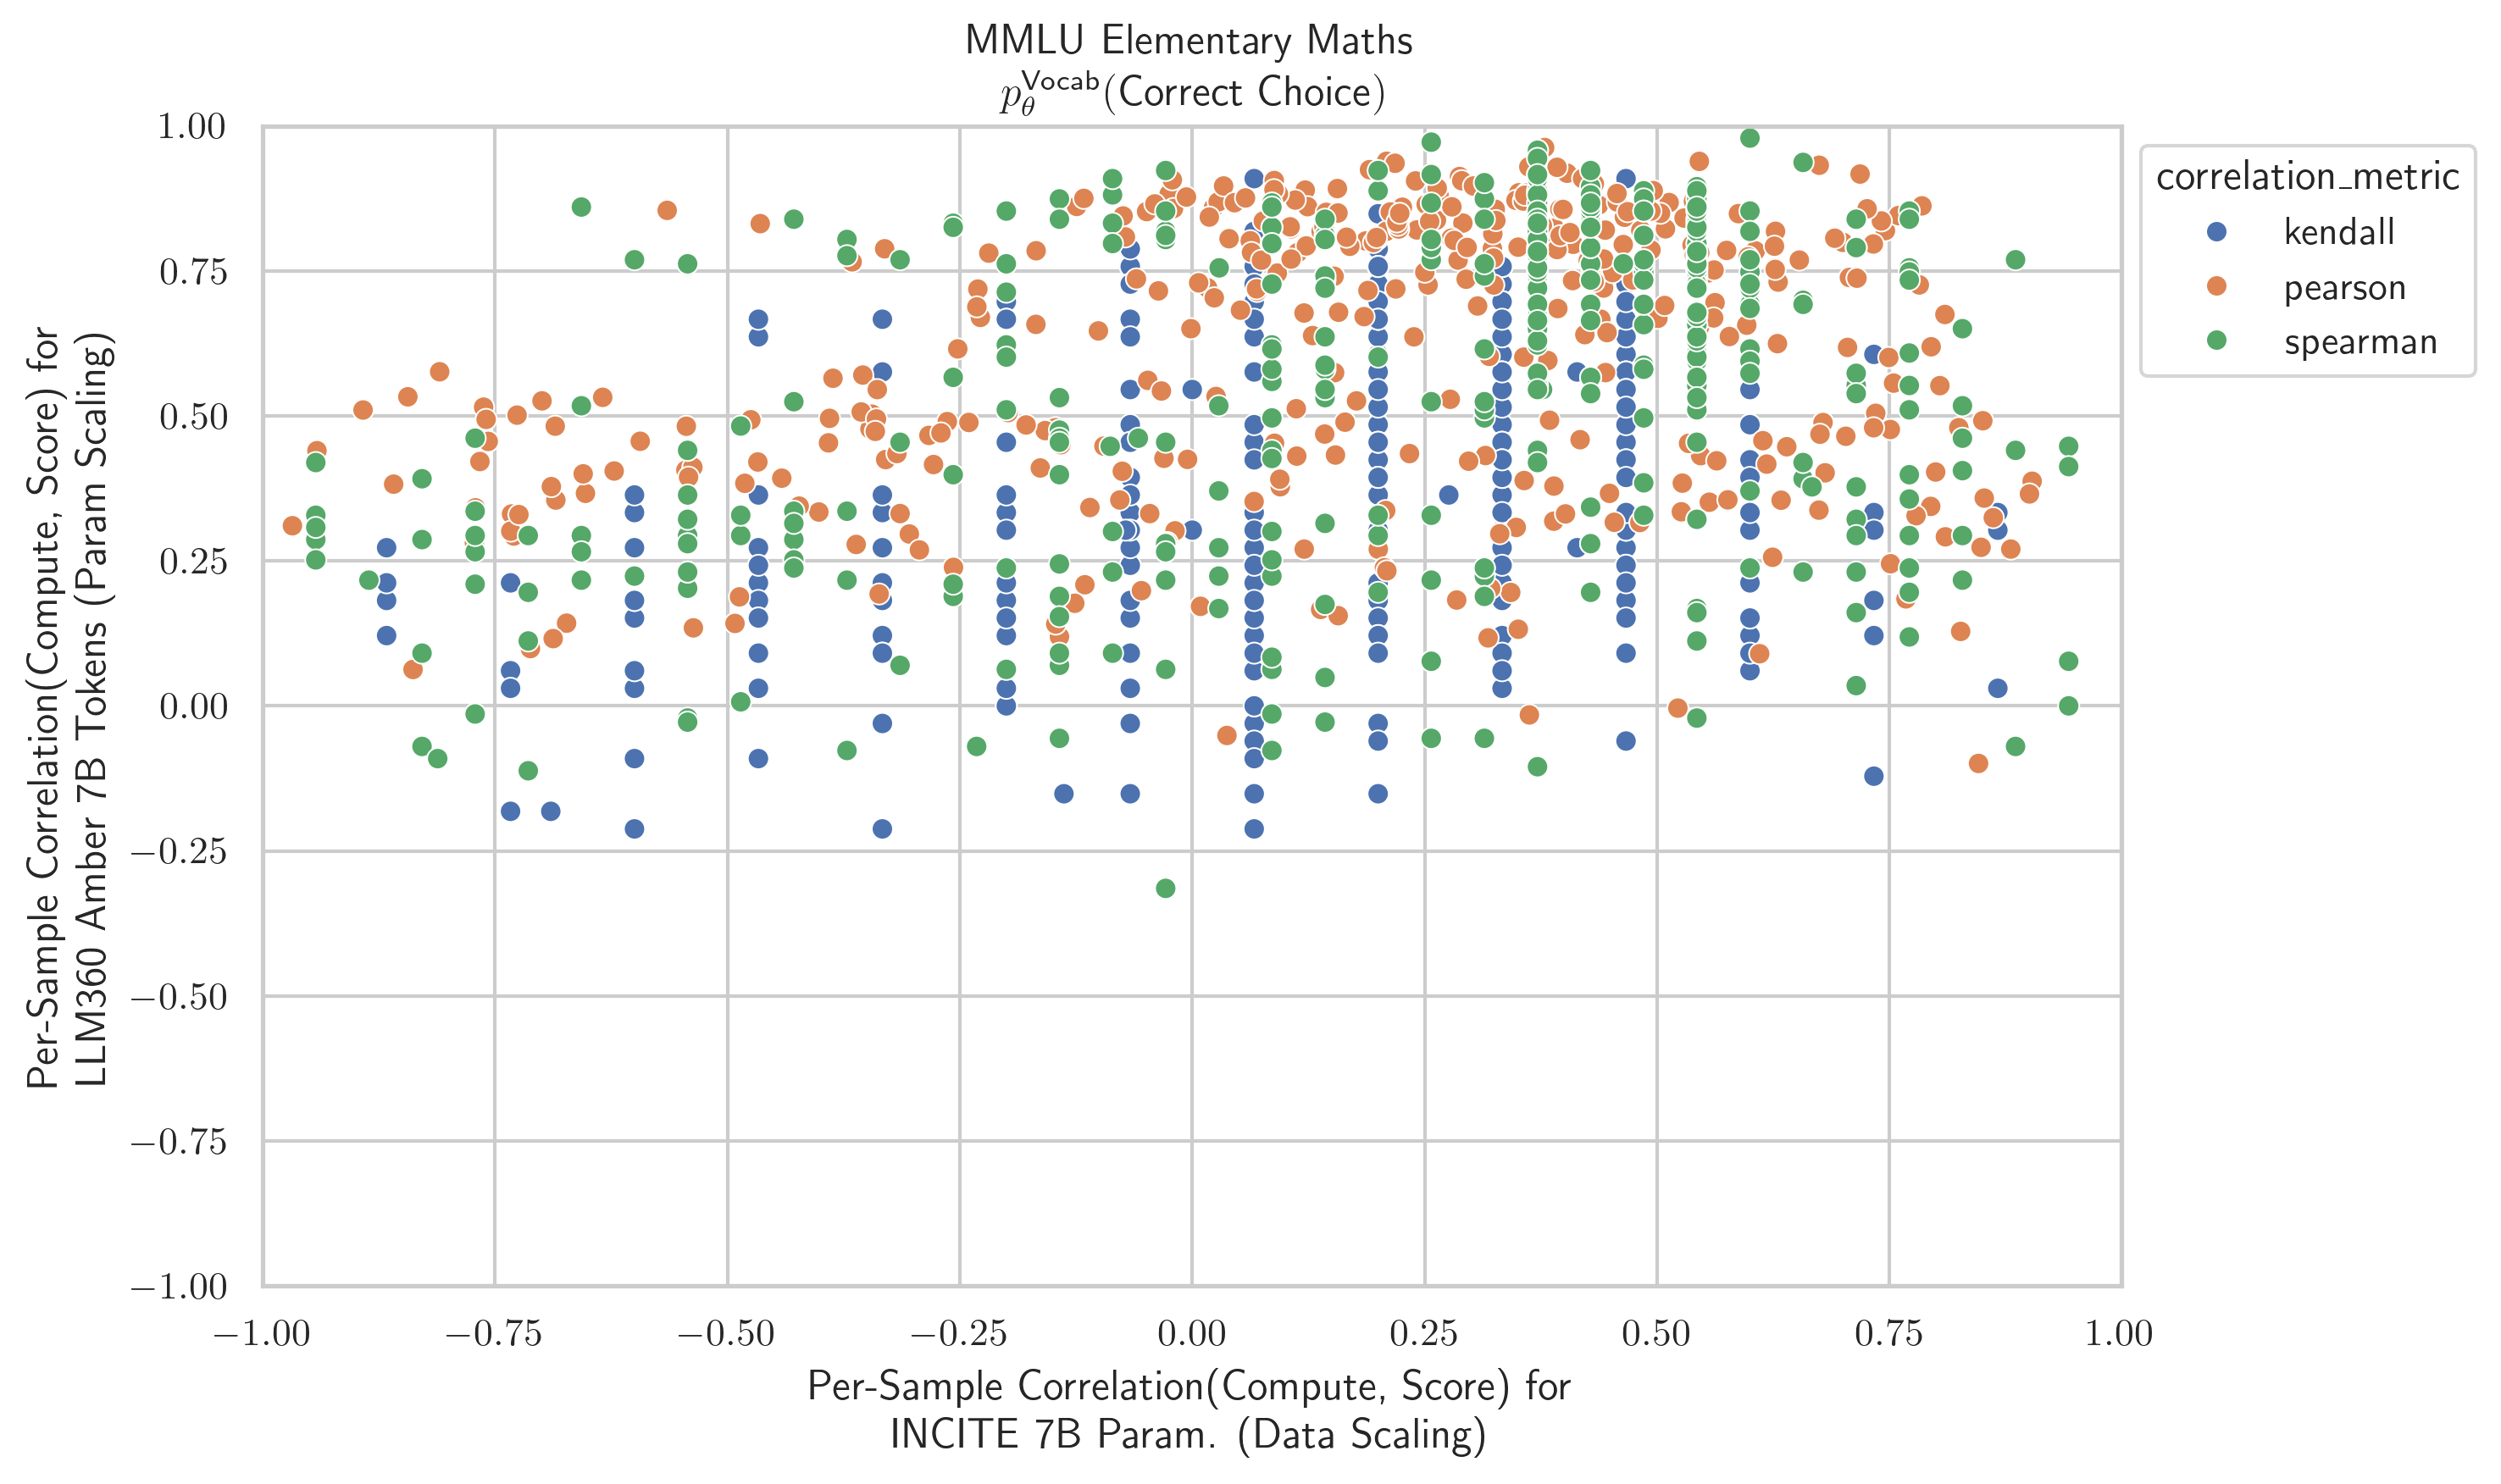 MMLU Elementary Maths
p_θ^Vocab(Correct Choice)
Per-Sample Correlation(Compute, Score) for
LLM360 Amber 7B Tokens (Param Scaling)
1.00
0.75
0.50
0.25
0.00
−0.25
−0.50
−0.75
−1.00
−1.00 −0.75 −0.50 −0.25 0.00 0.25 0.50 0.75 1.00
Per-Sample Correlation(Compute, Score) for
INCITE 7B Param. (Data Scaling)
correlation_metric
kendall
pearson
spearman